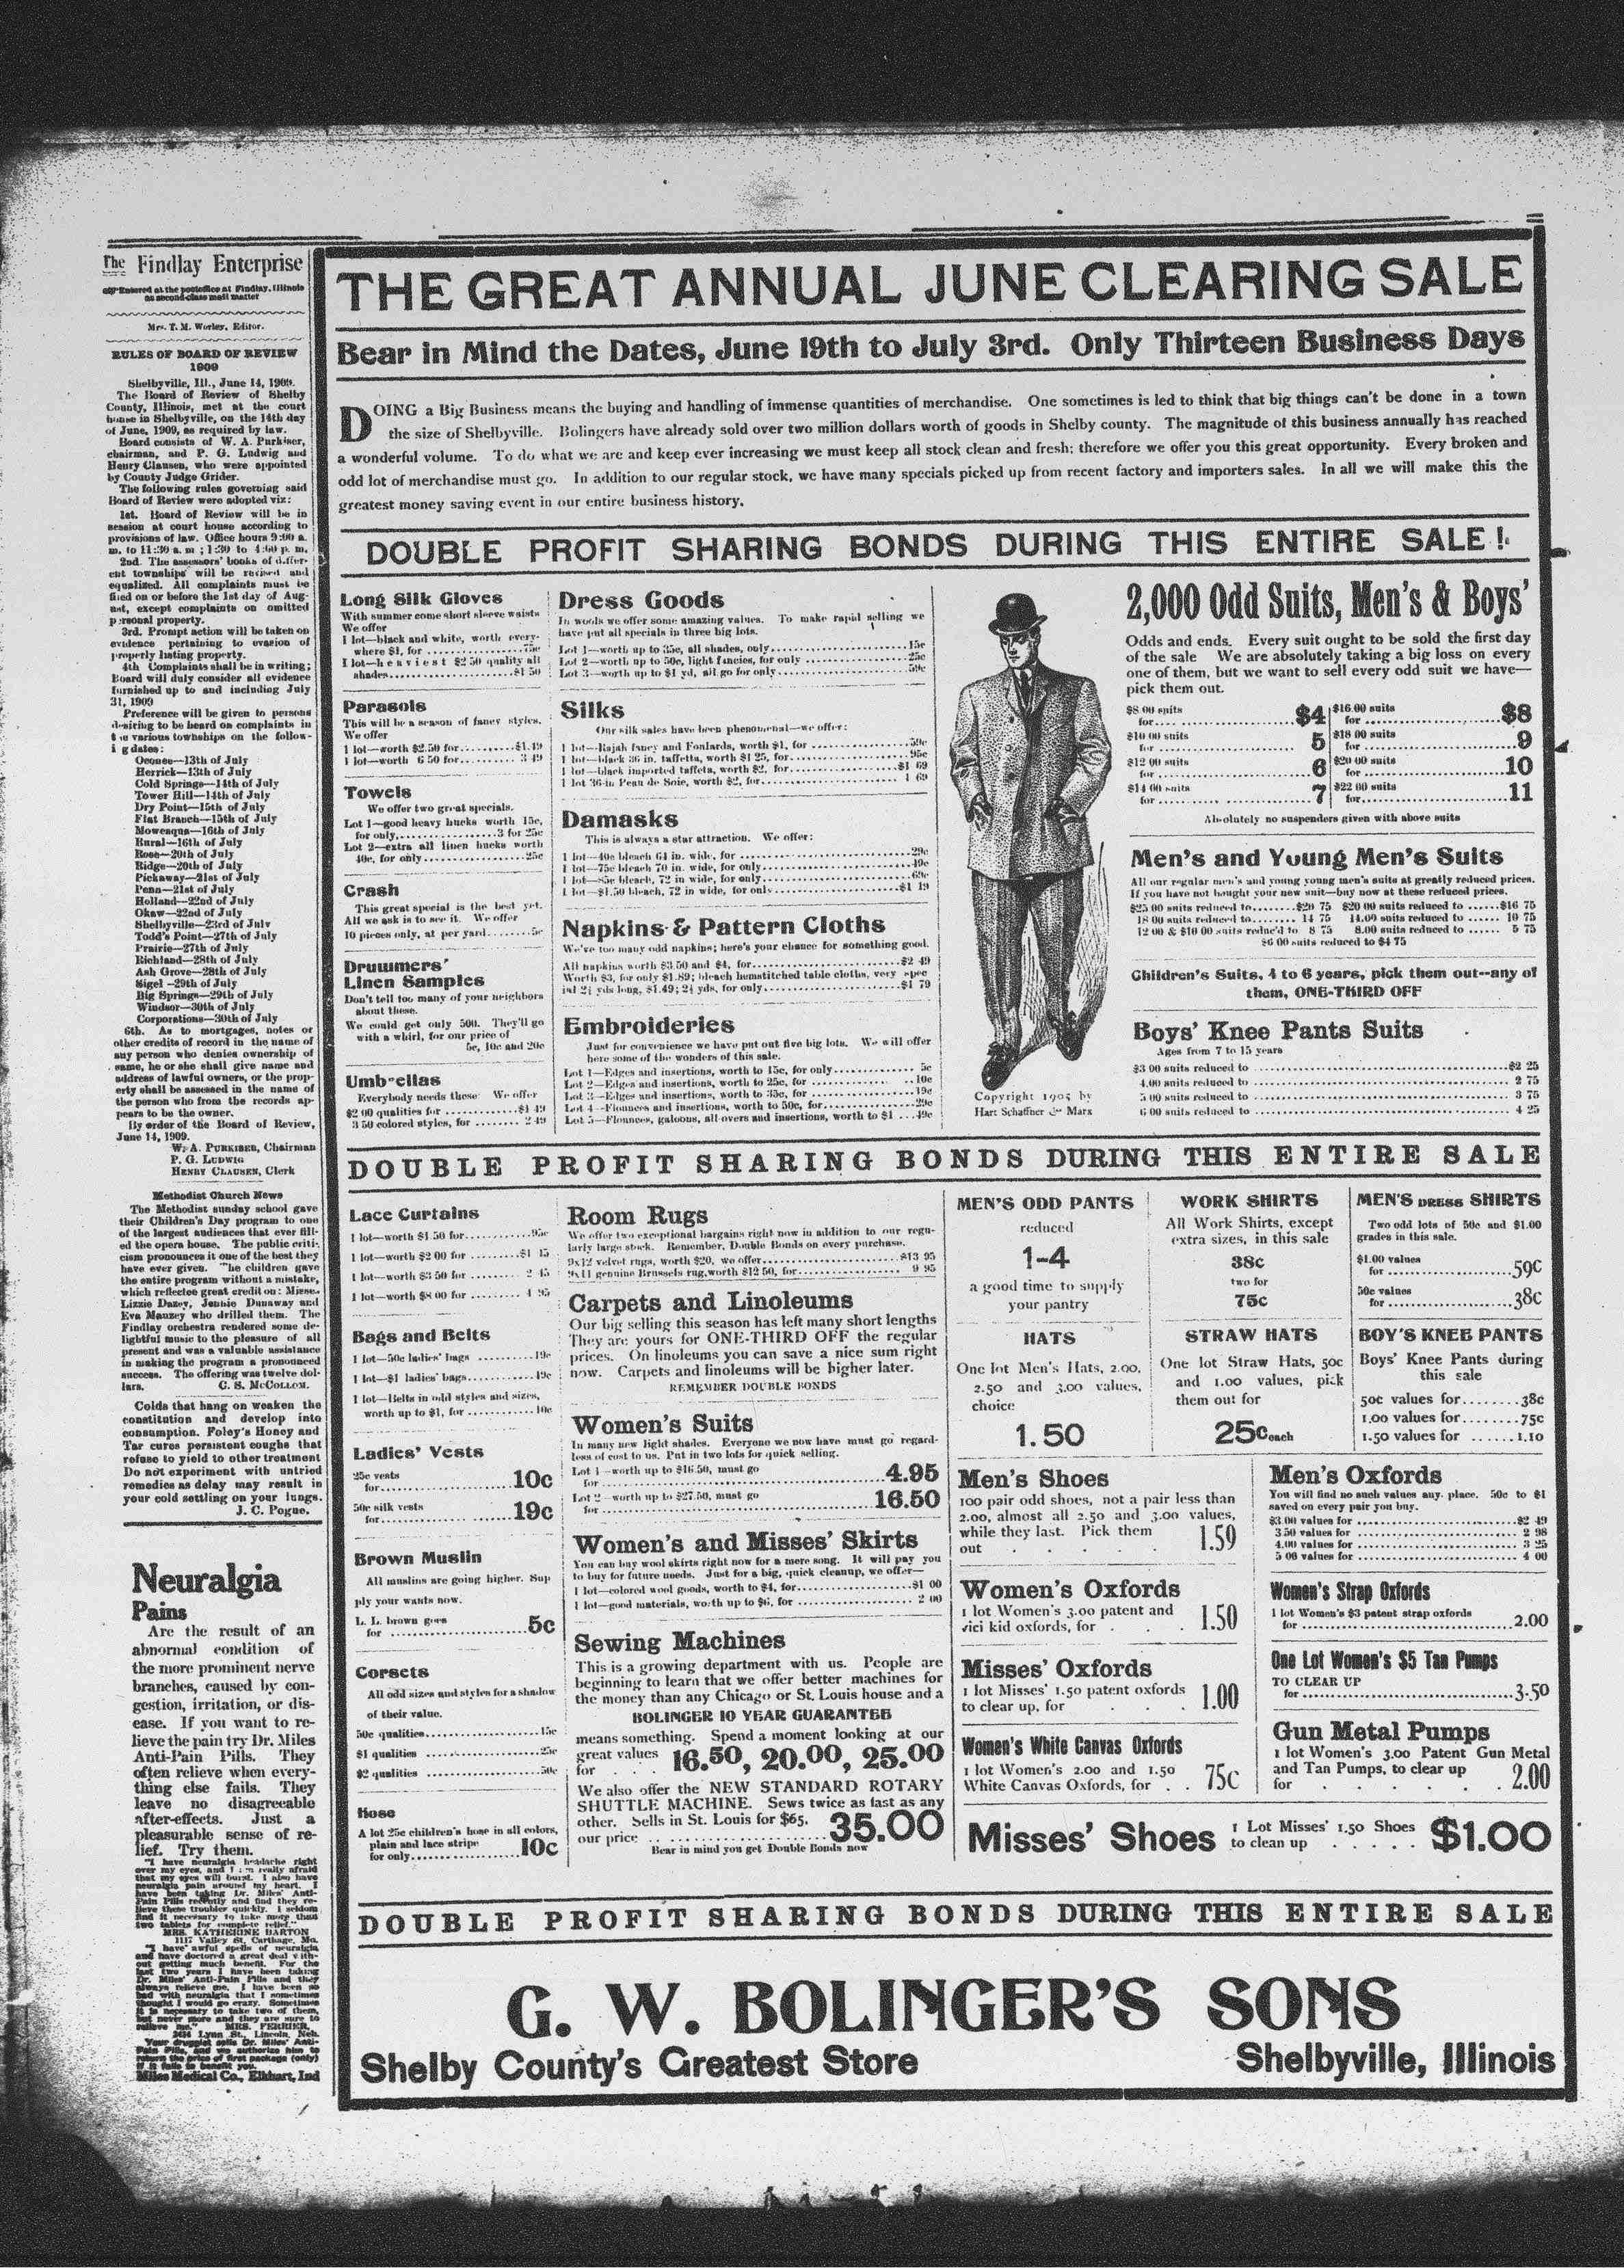 The Findlay Enterprise
Entered at the postoffice at Findlay, Illinois
as second-class mail matter
Mrs. T. M. Worley, Editor.
RULES OF BOARD OF REVIEW
1909
Shelbyville, Ill., June 14, 1909.
The Board of Review of Shelby
County, Illinois, met at the court
house in Shelbyville, on the 14th day
of June, 1909, as required by law.
Board consists of W. A. Purkiser,
chairman, and P. G. Ludwig and
Henry Clausen, who were appointed
by County Judge Grider.
The following rules governing said
Board of Review were adopted viz:
1st. Board of Review will be in
session at court house according to
provisions of law. Office hours 9:00 a.
m. to 11:30 a. m ; 1:30 to 4:00 p. m.
2nd. The assessors' books of differ-
ent townships will be revised and
equalized. All complaints must be
filed on or before the 1st day of Aug-
ust, except complaints on omitted
personal property.
3rd. Prompt action will be taken on
evidence pertaining to evasion of
properly listing property.
4th Complaints shall be in writing;
Board will duly consider all evidence
furnished up to and including July
31, 1909
Preference will be given to persons
desiring to be heard on complaints in
the various townships on the follow-
i g dates:
Oconee—13th of July
Herrick—13th of July
Cold Springs—14th of July
Tower Hill—14th of July
Dry Point—15th of July
Flat Branch—15th of July
Moweaqua—16th of July
Rural—16th of July
Rose—20th of July
Ridge—20th of July
Pickaway—21st of July
Penn—21st of July
Holland—22nd of July
Okaw—22nd of July
Shelbyville—23rd of July
Todd's Point—27th of July
Prairie—27th of July
Richland—28th of July
Ash Grove—28th of July
Sigel—29th of July
Big Springs—29th of July
Windsor—30th of July
Corporations—30th of July
6th. As to mortgages, notes or
other credits of record in the name of
any person who denies ownership of
same, he or she shall give name and
address of lawful owners, or the prop-
erty shall be assessed in the name of
the person who from the records ap-
pears to be the owner.
By order of the Board of Review,
June 14, 1909.
W. A. PURKISER, Chairman
P. G. LUDWIG
HENRY CLAUSEN, Clerk
Methodist Church News
The Methodist sunday school gave
their Children's Day program to one
of the largest audiences that ever fill-
ed the opera house. The public criti-
cism pronounces it one of the best they
have ever given. The children gave
the entire program without a mistake,
which reflected great credit on: Misses
Lizzie Dazey, Jennie Dunaway and
Eva Mauzey who drilled them. The
Findlay orchestra rendered some de-
lightful music to the pleasure of all
present and was a valuable assistance
in making the program a pronounced
success. The offering was twelve dol-
lars. C. S. MCCOLLOM.
Colds that hang on weaken the
constitution and develop into
consumption. Foley's Honey and
Tar cures persistent coughs that
refuse to yield to other treatment
Do not experiment with untried
remedies as delay may result in
your cold settling on your lungs.
J. C. Pogue.
Neuralgia
Pains
Are the result of an
abnormal condition of
the more prominent nerve
branches, caused by con-
gestion, irritation, or dis-
ease. If you want to re-
lieve the pain try Dr. Miles
Anti-Pain Pills. They
often relieve when every-
thing else fails. They
leave no disagreeable
after-effects. Just a
pleasurable sense of re-
lief. Try them.
"I have neuralgia headache right
over my eyes, and I am really afraid
that my eyes will burst. I also have
neuralgia pain around my heart. I
have been taking Dr. Miles' Anti-
Pain Pills recently and find they re-
lieve these troubles quickly. I seldom
find it necessary to take more than
two tablets for complete relief."
MRS. KATHERINE BARTON
1117 Valley St, Carthage, Mo.
"I have awful spells of neuralgia
and have doctored a great deal with-
out getting much benefit. For the
last two years I have been taking
Dr. Miles' Anti-Pain Pills and they
always relieve me. I have been so
bad with neuralgia that I sometimes
thought I would go crazy. Sometimes
it is necessary to take two of them,
but never more and they are sure to
relieve me." MRS. FERRIER,
2434 Lynn St., Lincoln, Neb.
Your druggist sells Dr. Miles' Anti-
Pain Pills, and we authorize him to
return the price of first package (only)
if it fails to benefit you.
Miles Medical Co., Elkhart, Ind
THE GREAT ANNUAL JUNE CLEARING SALE
Bear in Mind the Dates, June 19th to July 3rd. Only Thirteen Business Days
DOING a Big Business means the buying and handling of immense quantities of merchandise. One sometimes is led to think that big things can't be done in a town
the size of Shelbyville. Bolingers have already sold over two million dollars worth of goods in Shelby county. The magnitude of this business annually has reached
a wonderful volume. To do what we are and keep ever increasing we must keep all stock clean and fresh; therefore we offer you this great opportunity. Every broken and
odd lot of merchandise must go. In addition to our regular stock, we have many specials picked up from recent factory and importers sales. In all we will make this the
greatest money saving event in our entire business history.
DOUBLE PROFIT SHARING BONDS DURING THIS ENTIRE SALE!
Long Silk Gloves
With summer come short sleeve waists
We offer
1 lot—black and white, worth every-
where $1, for ........75c
1 lot—heaviest $2 50 quality all
shades........$1 50
Parasols
This will be a season of fancy styles.
We offer
1 lot—worth $2.50 for........$1.49
1 lot—worth 6 50 for........3 49
Towels
We offer two great specials.
Lot 1—good heavy hucks worth 15c,
for only........3 for 25c
Lot 2—extra all linen hucks worth
40c, for only........25c
Crash
This great special is the best yet.
All we ask is to see it. We offer
10 pieces only, at per yard........5c
Drummers'
Linen Samples
Don't tell too many of your neighbors
about these.
We could get only 500. They'll go
with a whirl, for our price of
5c, 10c and 20c
Umbrellas
Everybody needs these We offer
$2 00 qualities for ........$1 49
3 50 colored styles, for ........2 49
Dress Goods
In wools we offer some amazing values. To make rapid selling we
have put all specials in three big lots.
Lot 1—worth up to 35c, all shades, only........15c
Lot 2—worth up to 50c, light fancies, for only ........25c
Lot 3—worth up to $1 yd, all go for only........59c
Silks
Our silk sales have been phenomenal—we offer:
1 lot—Rajah fancy and Foulards, worth $1, for ........59c
1 lot—black 36 in. taffetta, worth $1 25, for........95c
1 lot—black imported taffeta, worth $2, for........$1 69
1 lot 36-in Peau de Soie, worth $2, for........1 69
Damasks
This is always a star attraction. We offer:
1 lot—40c bleach 64 in. wide, for ........29c
1 lot—75c bleach 70 in. wide, for only........49c
1 lot—85c bleach, 72 in wide, for only........69c
1 lot—$1.50 bleach, 72 in wide, for only........$1 19
Napkins & Pattern Cloths
We've too many odd napkins; here's your chance for something good.
All napkins worth $3.50 and $4, for........$2 49
Worth $3, for only $1.89; bleach hemstitched table cloths, very spec
ial 2½ yds long, $1.49; 2½ yds, for only........$1 79
Embroideries
Just for convenience we have put out five big lots. We will offer
here some of the wonders of this sale.
Lot 1—Edges and insertions, worth to 15c, for only........5c
Lot 2—Edges and insertions, worth to 25c, for ........10c
Lot 3—Edges and insertions, worth to 35c, for ........19c
Lot 4—Flounces and insertions, worth to 50c, for........29c
Lot 5—Flounces, galoons, all overs and insertions, worth to $1 ....49c
Copyright 1905 by
Hart Schaffner & Marx
2,000 Odd Suits, Men's & Boys'
Odds and ends. Every suit ought to be sold the first day
of the sale We are absolutely taking a big loss on every
one of them, but we want to sell every odd suit we have—
pick them out.
$8 00 suits for........$4
$10 00 suits for........5
$12 00 suits for........6
$14 00 suits for........7
$16.00 suits for........$8
$18 00 suits for........9
$20 00 suits for........10
$22 00 suits for........11
Absolutely no suspenders given with above suits
Men's and Young Men's Suits
All our regular men's and young young men's suits at greatly reduced prices.
If you have not bought your new suit—buy now at these reduced prices.
$25 00 suits reduced to........$20 75 $20 00 suits reduced to ......$16 75
18 00 suits reduced to........14 75 14.00 suits reduced to ......10 75
12 00 & $10 00 suits reduc'd to 8 75 8.00 suits reduced to ......5 75
$6 00 suits reduced to $4 75
Children's Suits, 4 to 6 years, pick them out--any of
them, ONE-THIRD OFF
Boys' Knee Pants Suits
Ages from 7 to 15 years
$3 00 suits reduced to ........$2 25
4.00 suits reduced to ........2 75
5 00 suits reduced to ........3 75
6 00 suits reduced to ........4 25
DOUBLE PROFIT SHARING BONDS DURING THIS ENTIRE SALE
Lace Curtains
1 lot—worth $1.50 for........95c
1 lot—worth $2 00 for ........$1 15
1 lot—worth $3 50 for ........2 45
1 lot—worth $8 00 for ........4 95
Bags and Belts
1 lot—50c ladies' bags ........19c
1 lot—$1 ladies' bags........49c
1 lot—Belts in odd styles and sizes,
worth up to $1, for ........10c
Ladies' Vests
25c vests
for........10c
50c silk vests
for........19c
Brown Muslin
All muslins are going higher. Sup
ply your wants now.
L. L. brown goes
for ........5c
Corsets
All odd sizes and styles for a shadow
of their value.
50c qualities........15c
$1 qualities ........25c
$2 qualities ........50c
Hose
A lot 25c children's hose in all colors,
plain and lace stripe
for only........10c
Room Rugs
We offer two exceptional bargains right now in addition to our regu-
larly large stock. Remember, Double Bonds on every purchase.
9x12 velvet rugs, worth $20, we offer........$13 95
9x11 genuine Brussels rug, worth $12 50, for........9 95
Carpets and Linoleums
Our big selling this season has left many short lengths
They are yours for ONE-THIRD OFF the regular
prices. On linoleums you can save a nice sum right
now. Carpets and linoleums will be higher later.
REMEMBER DOUBLE BONDS
Women's Suits
In many new light shades. Everyone we now have must go regard-
less of cost to us. Put in two lots for quick selling.
Lot 1—worth up to $16.50, must go
for ........4.95
Lot 2—worth up to $27.50, must go
for ........16.50
Women's and Misses' Skirts
You can buy wool skirts right now for a mere song. It will pay you
to buy for future needs. Just for a big, quick cleanup, we offer—
1 lot—colored wool goods, worth to $4, for........$1 00
1 lot—good materials, worth up to $6, for ........2 00
Sewing Machines
This is a growing department with us. People are
beginning to learn that we offer better machines for
the money than any Chicago or St. Louis house and a
BOLINGER 10 YEAR GUARANTEE
means something. Spend a moment looking at our
great values
for . . . 16.50, 20.00, 25.00
We also offer the NEW STANDARD ROTARY
SHUTTLE MACHINE. Sews twice as fast as any
other. Sells in St. Louis for $65,
our price ........35.00
Bear in mind you get Double Bonds now
MEN'S ODD PANTS
reduced
1-4
a good time to supply
your pantry
WORK SHIRTS
All Work Shirts, except
extra sizes, in this sale
38c
two for
75c
MEN'S DRESS SHIRTS
Two odd lots of 50c and $1.00
grades in this sale.
$1.00 values
for ........59c
50c values
for ........38c
HATS
One lot Men's Hats, 2.00,
2.50 and 3.00 values,
choice
1.50
STRAW HATS
One lot Straw Hats, 50c
and 1.00 values, pick
them out for
25c each
BOY'S KNEE PANTS
Boys' Knee Pants during
this sale
50c values for........38c
1.00 values for........75c
1.50 values for ......1.10
Men's Shoes
100 pair odd shoes, not a pair less than
2.00, almost all 2.50 and 3.00 values,
while they last. Pick them
out . . . . 1.59
Men's Oxfords
You will find no such values any place. 50c to $1
saved on every pair you buy.
$3.00 values for ........$2 49
3 50 values for ........2 98
4.00 values for ........3 25
5 00 values for ........4 00
Women's Oxfords
1 lot Women's 3.00 patent and
vici kid oxfords, for . . . 1.50
Women's Strap Oxfords
1 lot Women's $3 patent strap oxfords
for ........2.00
Misses' Oxfords
1 lot Misses' 1.50 patent oxfords
to clear up, for . . . 1.00
One Lot Women's $5 Tan Pumps
TO CLEAR UP
for ........3.50
Women's White Canvas Oxfords
1 lot Women's 2.00 and 1.50
White Canvas Oxfords, for . . 75c
Gun Metal Pumps
1 lot Women's 3.00 Patent Gun Metal
and Tan Pumps, to clear up
for . . . . . . 2.00
Misses' Shoes 1 Lot Misses' 1.50 Shoes
to clean up . . . . . $1.00
DOUBLE PROFIT SHARING BONDS DURING THIS ENTIRE SALE
G. W. BOLINGER'S SONS
Shelby County's Greatest Store Shelbyville, Illinois